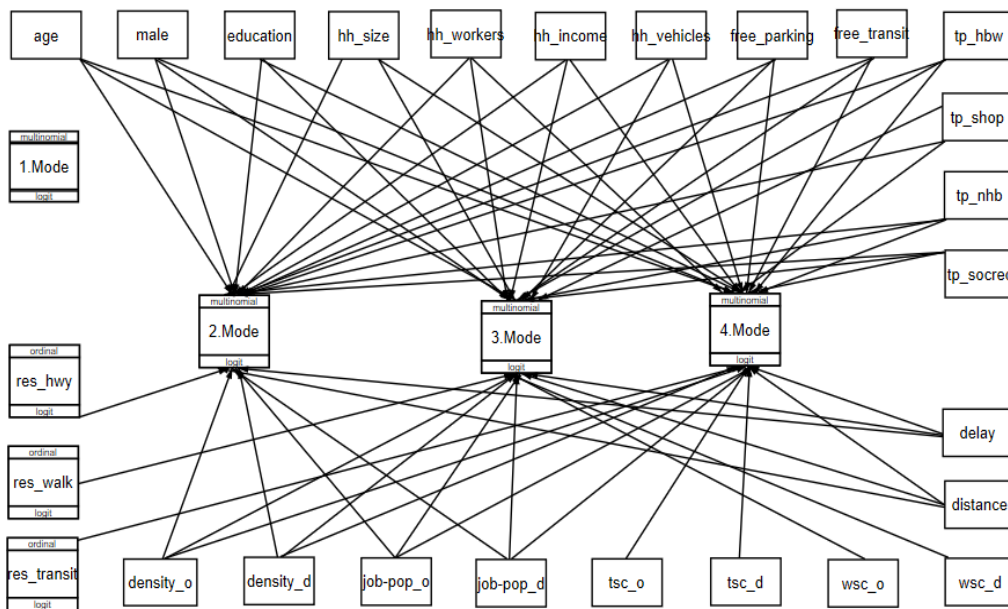 age
male
education
hh_size
hh_workers
hh_income
hh_vehicles
free_parking
free_transit
tp_hbw
multinomial
1.Mode
logit
tp_shop
tp_nhb
tp_socrec
multinomial
2.Mode
logit
multinomial
3.Mode
logit
multinomial
4.Mode
logit
ordinal
res_hwy
logit
ordinal
res_walk
logit
ordinal
res_transit
logit
delay
distance
density_o
density_d
job-pop_o
job-pop_d
tsc_o
tsc_d
wsc_o
wsc_d